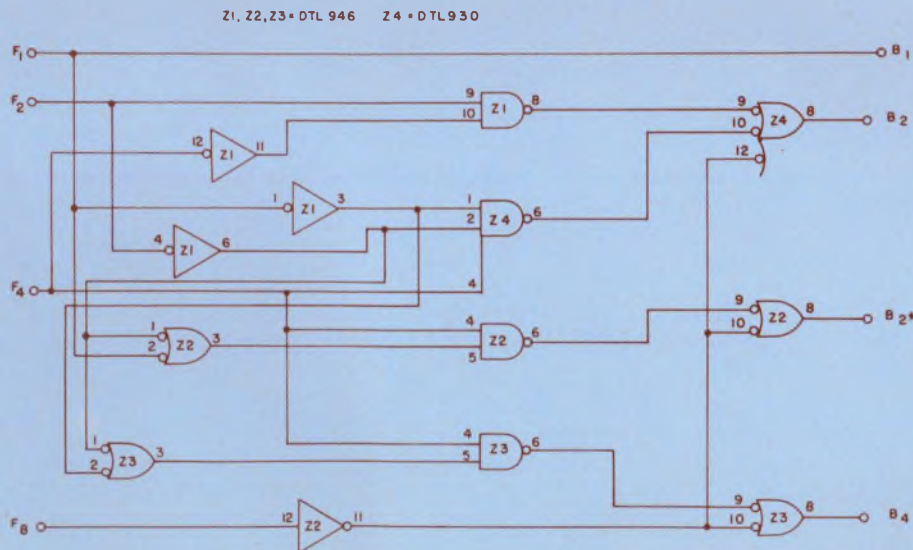 Z1, Z2, Z3 = DTL 946 Z4 = DTL 930
F1 B1
F2 9 Z1 8 9 Z4 8 B2
10 10
12 Z1 11 12
1 Z1 3 1 Z4 6
2
4 Z1 6
F4 4
1 Z2 3 4 Z2 6 9 Z2 8 B2*
2 5 10
1 Z3 3 4 Z3 6
2 5
9 Z3 8 B4
F8 12 Z2 11 10